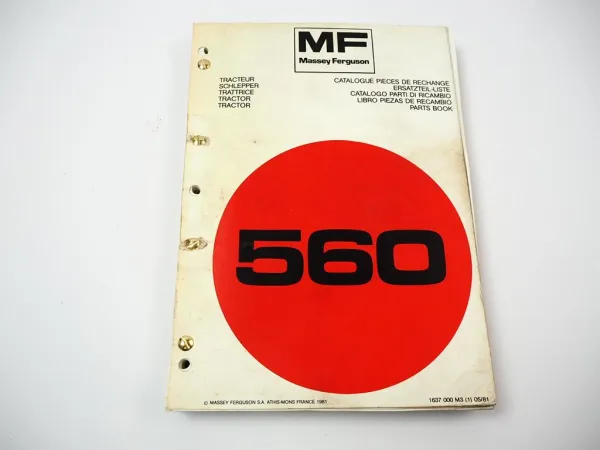 MF
Massey Ferguson
TRACTEUR
SCHLEPPER
TRATTRICE
TRACTOR
TRACTOR
CATALOGUE PIECES DE RECHANGE
ERSATZTEIL-LISTE
CATALOGO PARTI DI RICAMBIO
LIBRO PIEZAS DE RECAMBIO
PARTS BOOK
560
© MASSEY FERGUSON S.A. ATHIS-MONS FRANCE 1981
1637 000 M3 (1) 05/81